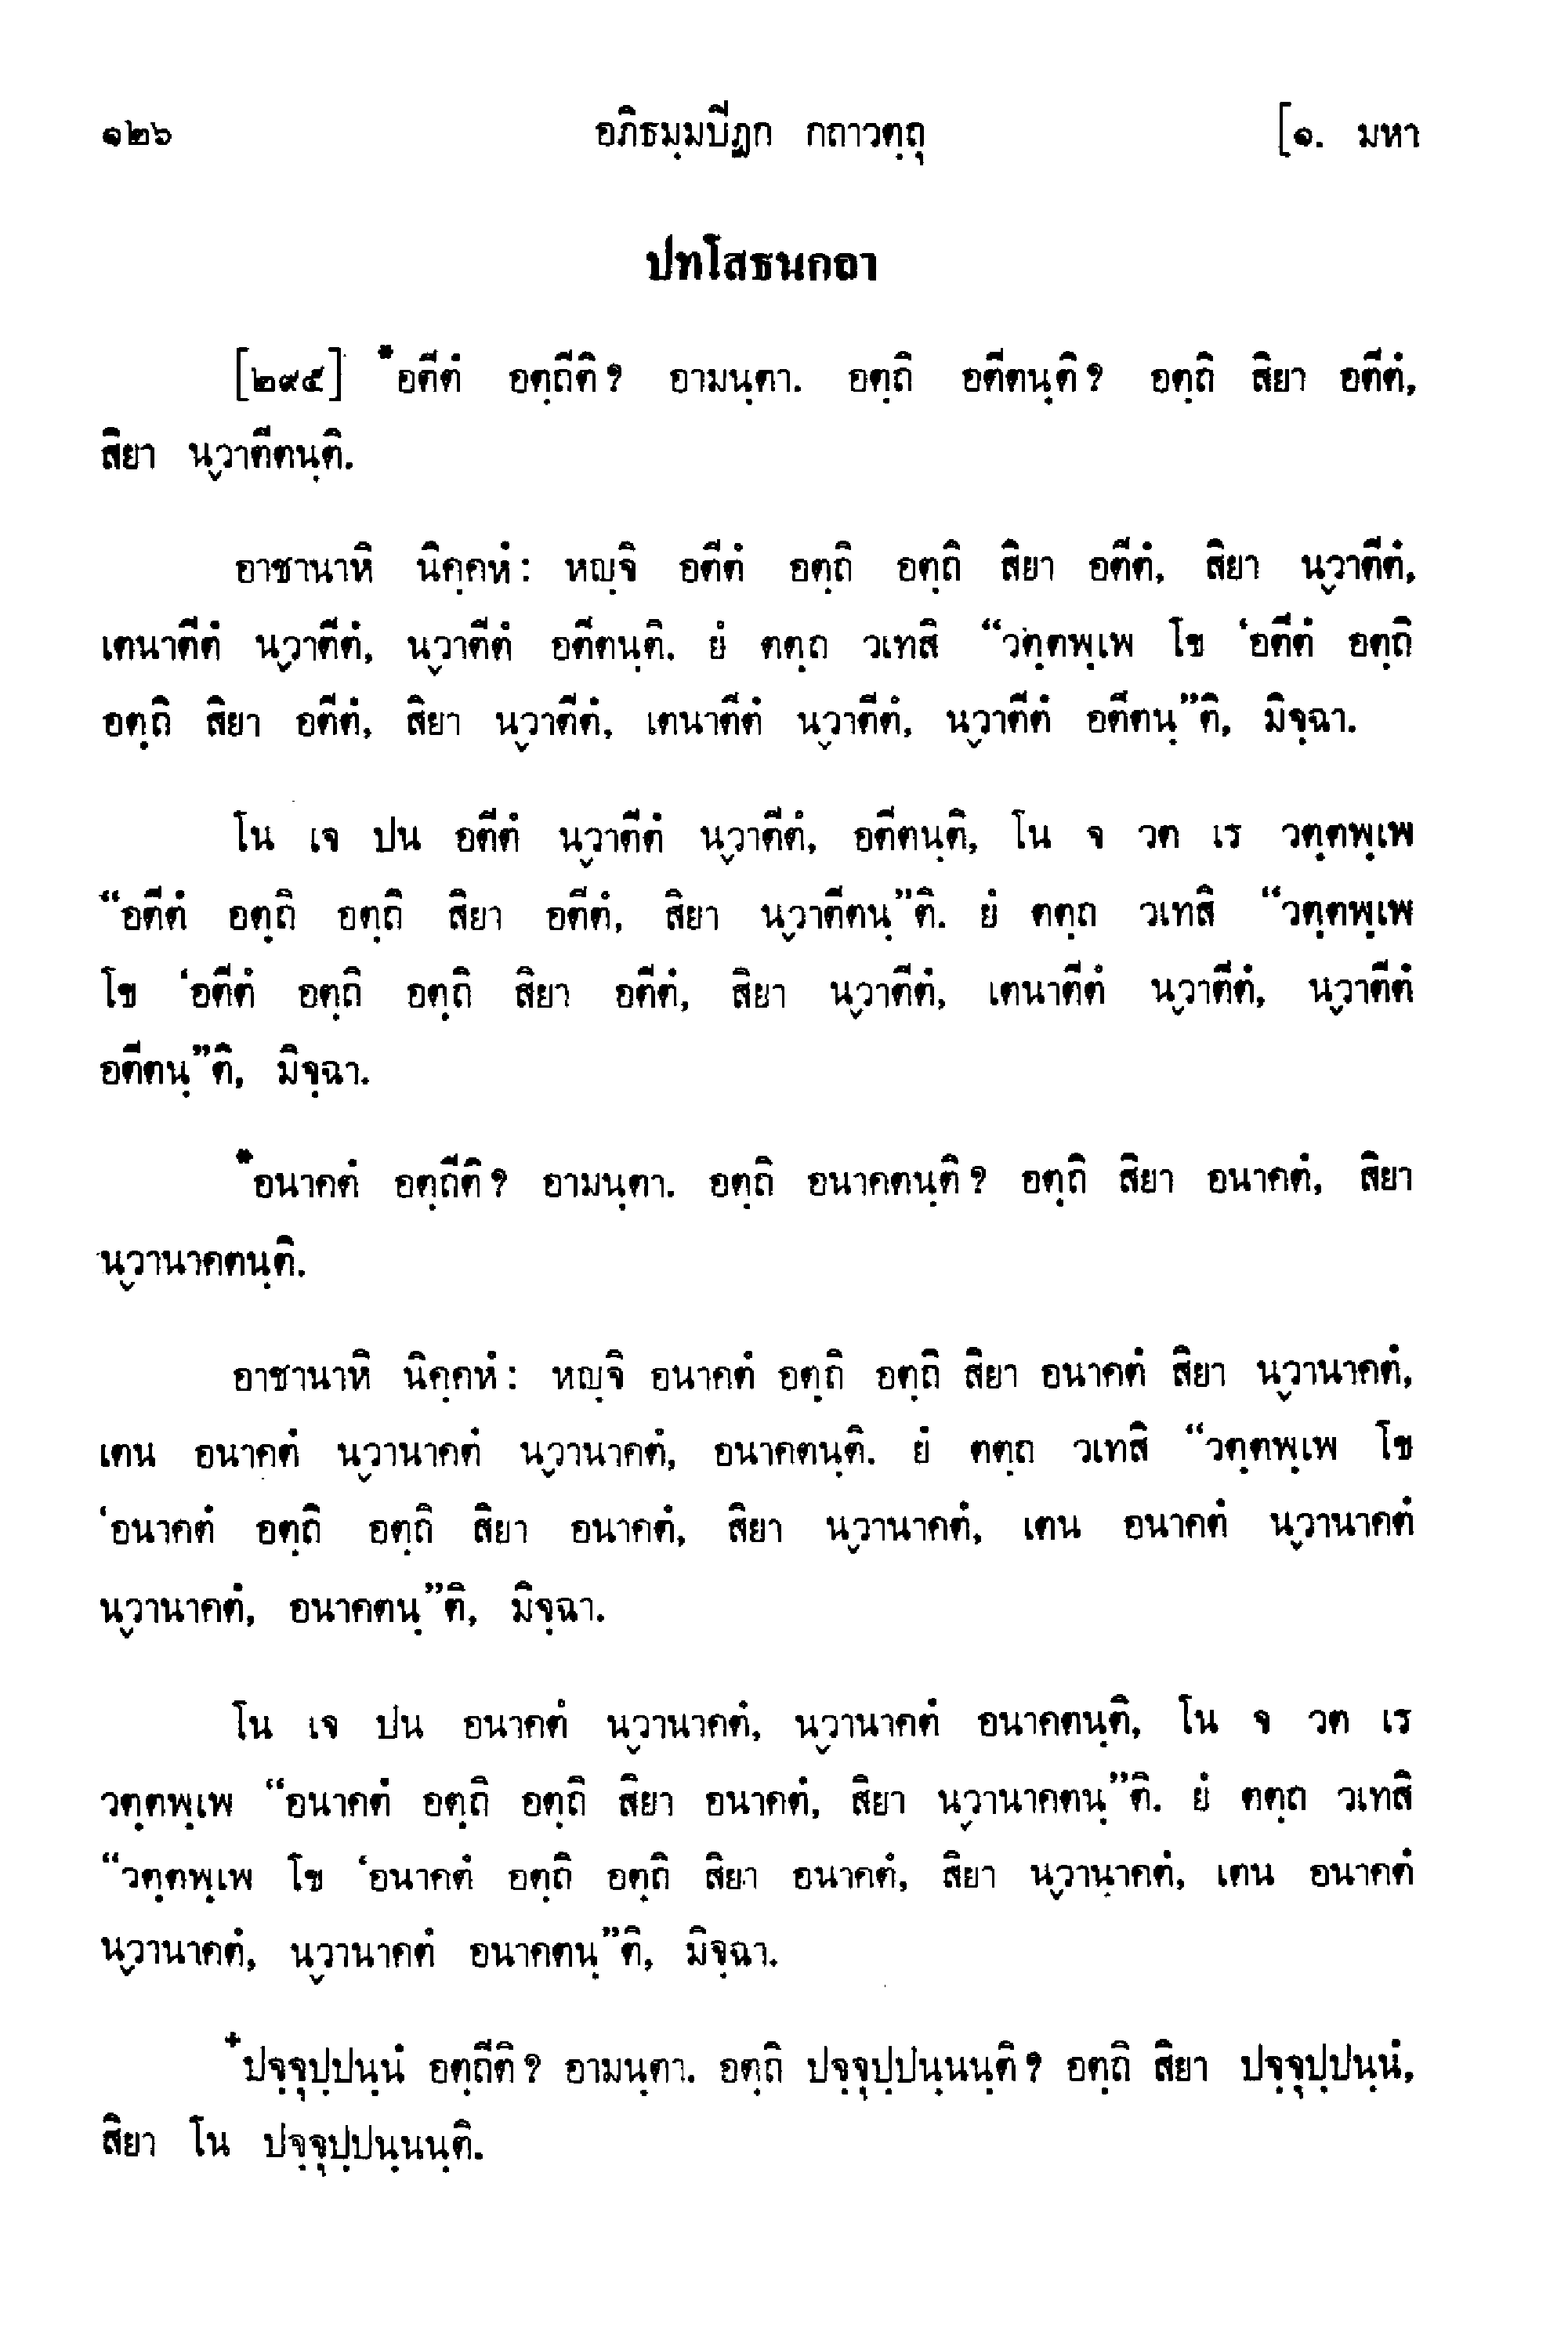 ๑๒๖ อภิธมฺมปีฏก กถาวตฺถุ [๑. มหา
ปทโสธนกถา
[๒๙๕] *อตีตํ อตฺถีติ? อามนฺตา. อตฺถิ อตีตนฺติ? อตฺถิ สิยา อตีตํ,
สิยา นฺวาตีตนฺติ.
อาชานาหิ นิคฺคหํ: หญฺจิ อตีตํ อตฺถิ อตฺถิ สิยา อตีตํ, สิยา นฺวาตีตํ,
เตนาตีตํ นฺวาตีตํ, นฺวาตีตํ อตีตนฺติ. ยํ ตตฺถ วเทสิ “วตฺตพฺเพ โข ‘อตีตํ อตฺถิ
อตฺถิ สิยา อตีตํ, สิยา นฺวาตีตํ, เตนาตีตํ นฺวาตีตํ, นฺวาตีตํ อตีตนฺ”ติ, มิจฺฉา.
โน เจ ปน อตีตํ นฺวาตีตํ นฺวาตีตํ, อตีตนฺติ, โน จ วต เร วตฺตพฺเพ
“อตีตํ อตฺถิ อตฺถิ สิยา อตีตํ, สิยา นฺวาตีตนฺ”ติ. ยํ ตตฺถ วเทสิ “วตฺตพฺเพ
โข ‘อตีตํ อตฺถิ อตฺถิ สิยา อตีตํ, สิยา นฺวาตีตํ, เตนาตีตํ นฺวาตีตํ, นฺวาตีตํ
อตีตนฺ”ติ, มิจฺฉา.
*อนาคตํ อตฺถีติ? อามนฺตา. อตฺถิ อนาคตนฺติ? อตฺถิ สิยา อนาคตํ, สิยา
นฺวานาคตนฺติ.
อาชานาหิ นิคฺคหํ: หญฺจิ อนาคตํ อตฺถิ อตฺถิ สิยา อนาคตํ สิยา นฺวานาคตํ,
เตน อนาคตํ นฺวานาคตํ นฺวานาคตํ, อนาคตนฺติ. ยํ ตตฺถ วเทสิ “วตฺตพฺเพ โข
‘อนาคตํ อตฺถิ อตฺถิ สิยา อนาคตํ, สิยา นฺวานาคตํ, เตน อนาคตํ นฺวานาคตํ
นฺวานาคตํ, อนาคตนฺ”ติ, มิจฺฉา.
โน เจ ปน อนาคตํ นฺวานาคตํ, นฺวานาคตํ อนาคตนฺติ, โน จ วต เร
วตฺตพฺเพ “อนาคตํ อตฺถิ อตฺถิ สิยา อนาคตํ, สิยา นฺวานาคตนฺ”ติ. ยํ ตตฺถ วเทสิ
“วตฺตพฺเพ โข ‘อนาคตํ อตฺถิ อตฺถิ สิยา อนาคตํ, สิยา นฺวานาคตํ, เตน อนาคตํ
นฺวานาคตํ, นฺวานาคตํ อนาคตนฺ”ติ, มิจฺฉา.
+ปจฺจุปฺปนฺนํ อตฺถีติ? อามนฺตา. อตฺถิ ปจฺจุปฺปนฺนนฺติ? อตฺถิ สิยา ปจฺจุปฺปนฺนํ,
สิยา โน ปจฺจุปฺปนฺนนฺติ.